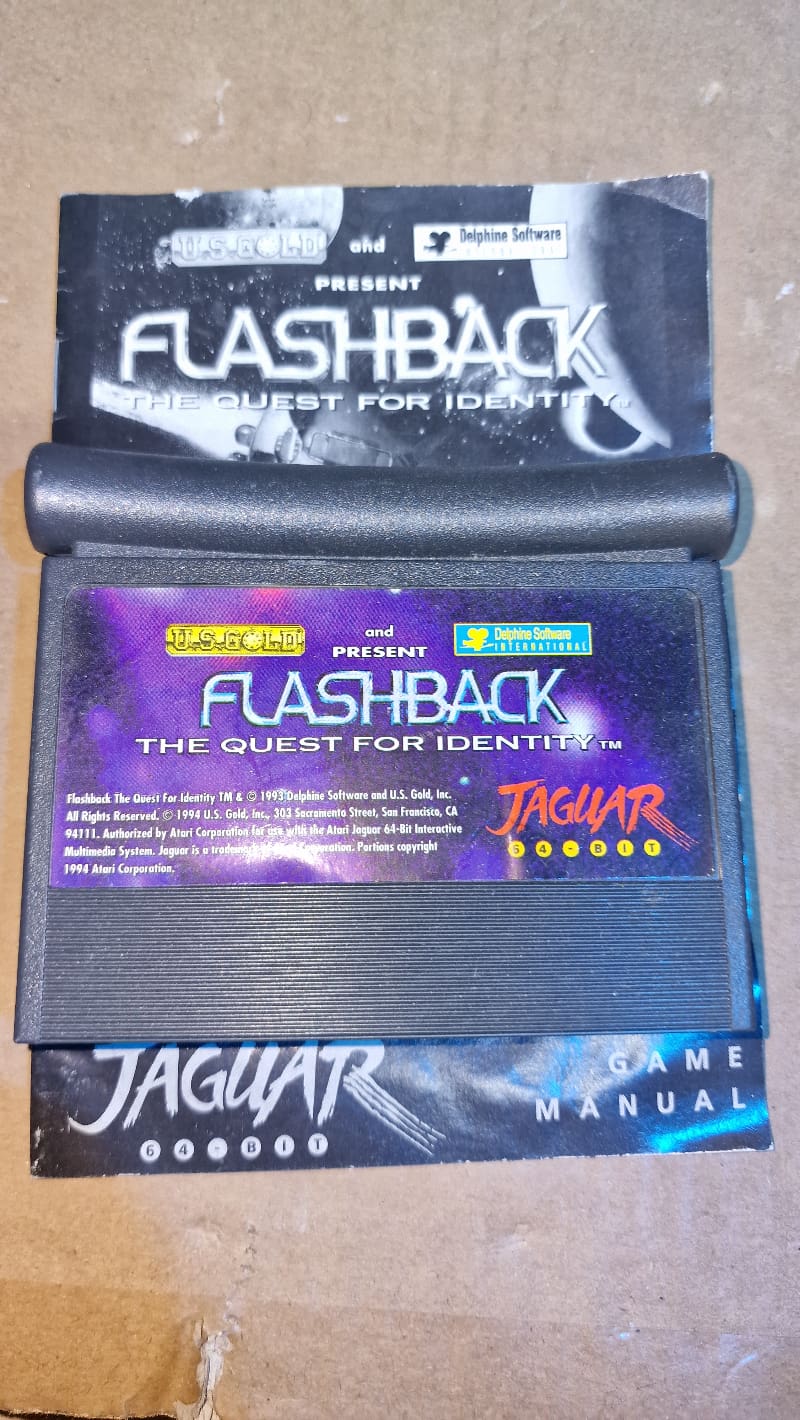 U.S.GOLD and Delphine Software
PRESENT
FLASHBACK
THE QUEST FOR IDENTITY™
U.S.GOLD and Delphine Software
PRESENT INTERNATIONAL
FLASHBACK
THE QUEST FOR IDENTITY™
Flashback The Quest For Identity TM & © 1993 Delphine Software and U.S. Gold, Inc.
All Rights Reserved. © 1994 U.S. Gold, Inc., 303 Sacramento Street, San Francisco, CA
94111. Authorized by Atari Corporation for use with the Atari Jaguar 64-Bit Interactive
Multimedia System. Jaguar is a trademark of Atari Corporation. Portions copyright
1994 Atari Corporation.
JAGUAR
64-BIT
JAGUAR
64-BIT
GAME
MANUAL